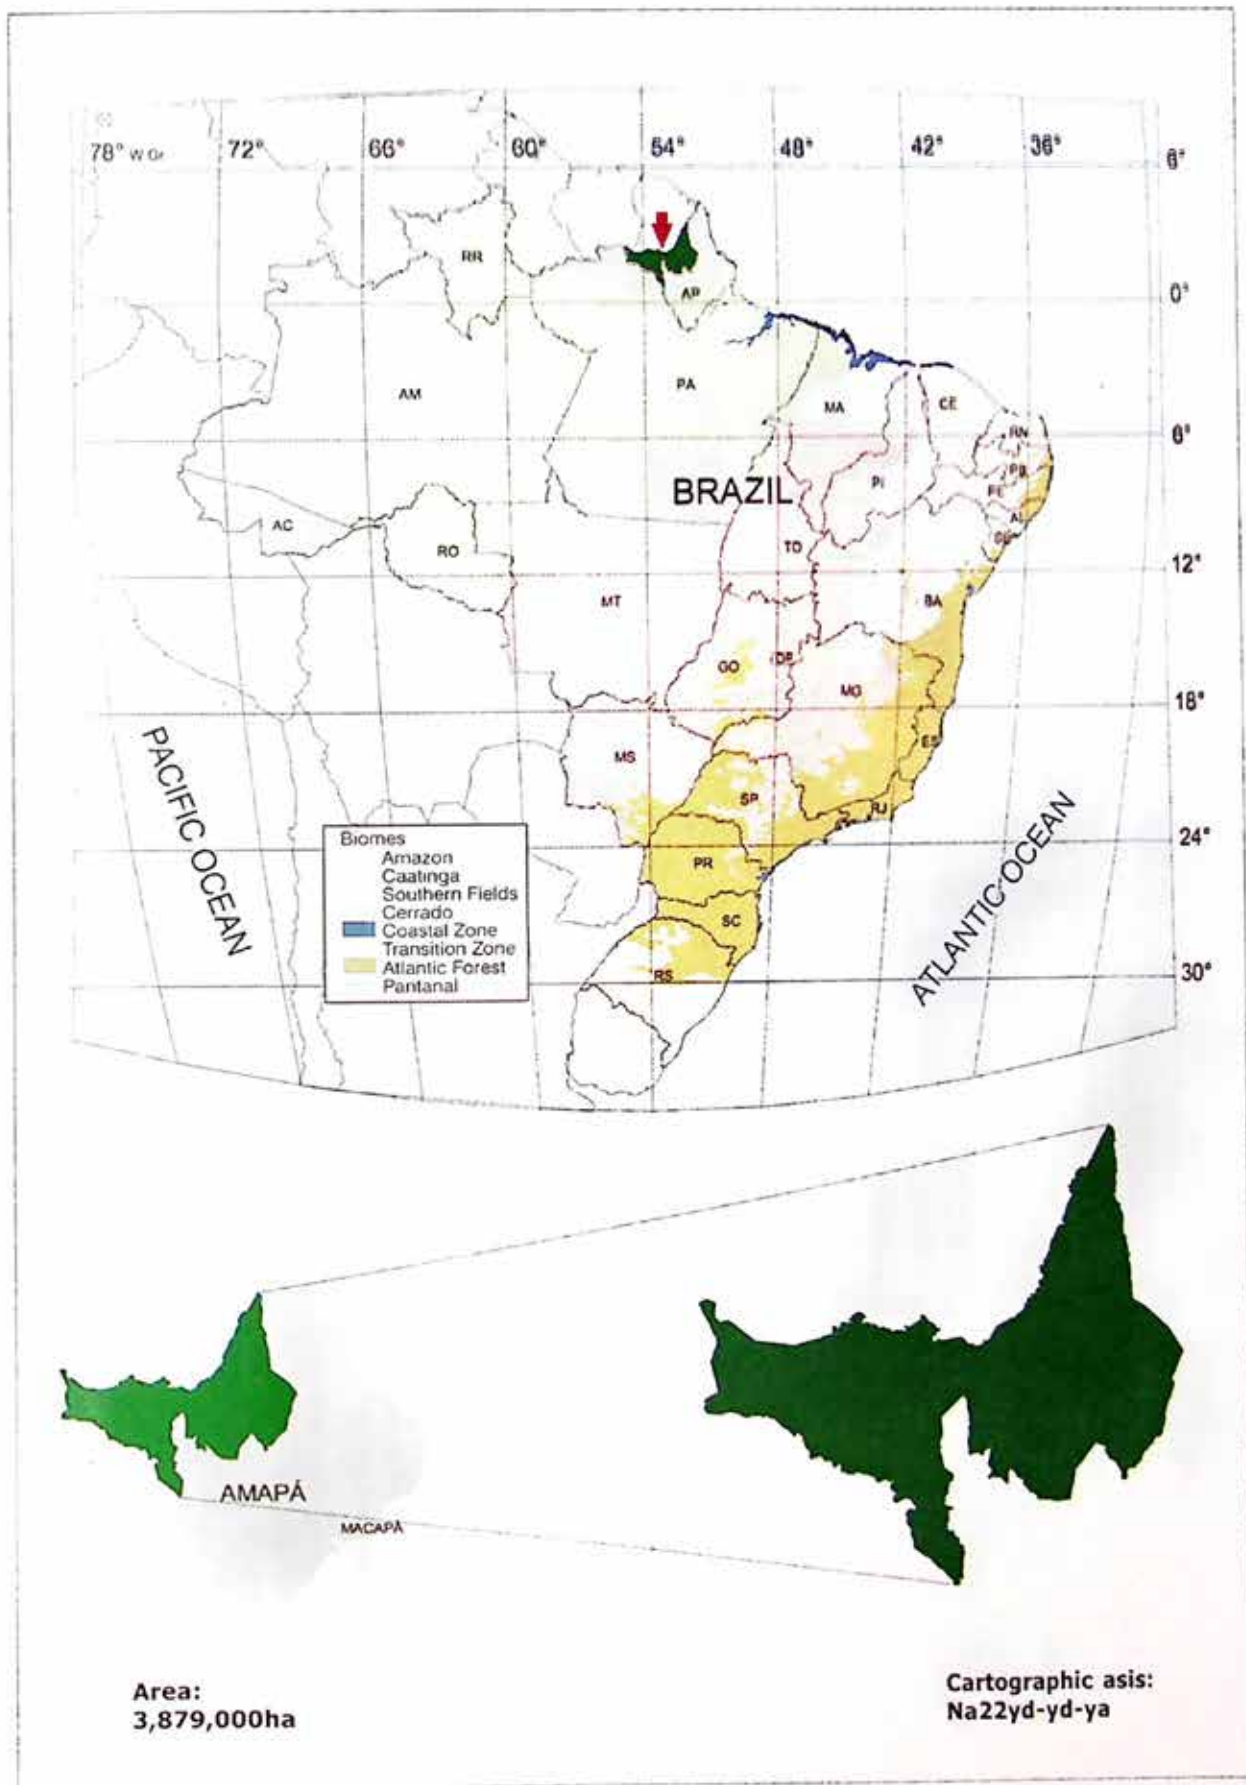 78° W Gr.
72°
66°
60°
54°
48°
42°
36°
6°
RR
AP
0°
AM
PA
MA
CE
RN
6°
PB
BRAZIL
PI
PE
AL
AC
SE
RO
TO
12°
MT
BA
GO
DF
MG
18°
PACIFIC OCEAN
MS
ES
SP
RJ
ATLANTIC OCEAN
24°
Biomes
Amazon
Caatinga
Southern Fields
Cerrado
Coastal Zone
Transition Zone
Atlantic Forest
Pantanal
PR
SC
RS
30°
AMAPÁ
MACAPÁ
Area:
3,879,000ha
Cartographic asis:
Na22yd-yd-ya